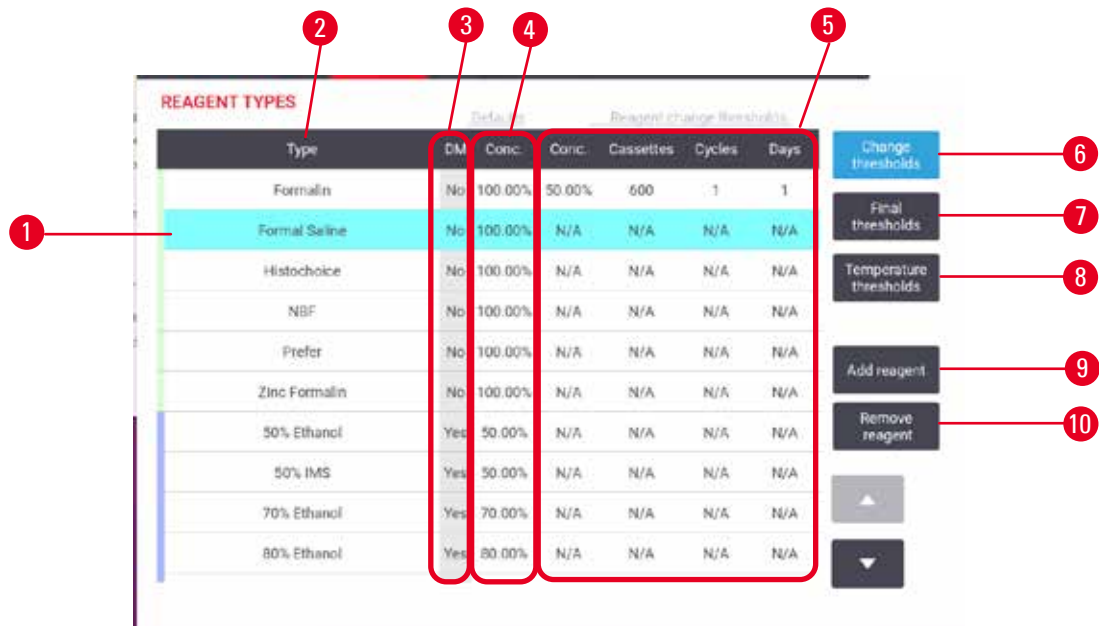 2 3 4 5
REAGENT TYPES
Defaults Reagent change thresholds
Type DM Conc. Conc. Cassettes Cycles Days
Change
thresholds
6
Formalin No 100.00% 50.00% 600 1 1
Final
thresholds
7
1
Formal Saline No 100.00% N/A N/A N/A N/A
Histochoice No 100.00% N/A N/A N/A N/A
Temperature
thresholds
8
NBF No 100.00% N/A N/A N/A N/A
Prefer No 100.00% N/A N/A N/A N/A
Add reagent
9
Zinc Formalin No 100.00% N/A N/A N/A N/A
50% Ethanol Yes 50.00% N/A N/A N/A N/A
Remove
reagent
10
50% IMS Yes 50.00% N/A N/A N/A N/A
70% Ethanol Yes 70.00% N/A N/A N/A N/A
80% Ethanol Yes 80.00% N/A N/A N/A N/A